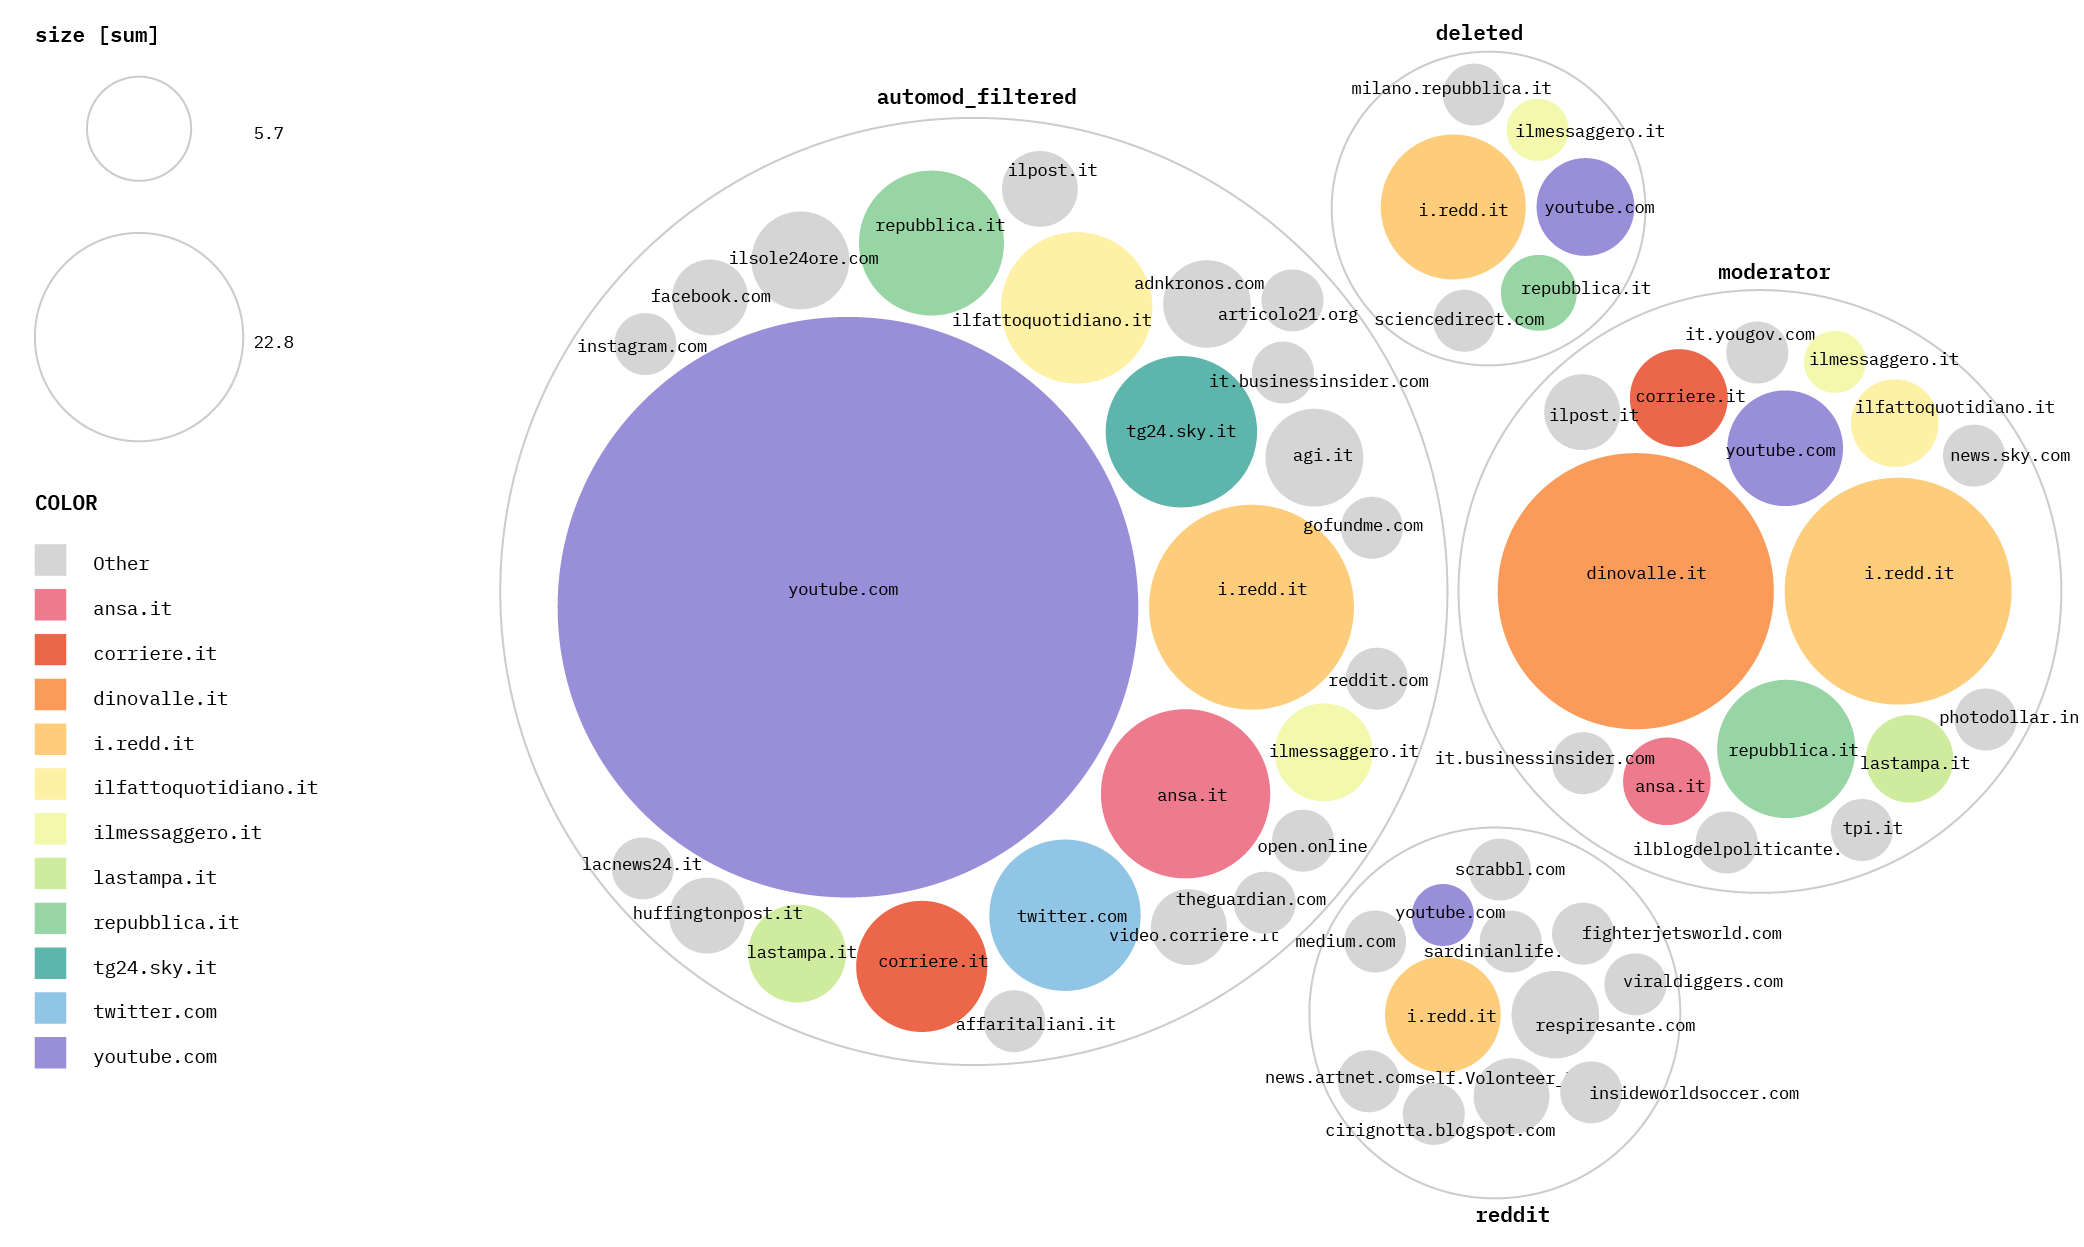 size [sum]
5.7
22.8
COLOR
Other
ansa.it
corriere.it
dinovalle.it
i.redd.it
ilfattoquotidiano.it
ilmessaggero.it
lastampa.it
repubblica.it
tg24.sky.it
twitter.com
youtube.com
automod_filtered
ilpost.it
repubblica.it
ilsole24ore.com
facebook.com
instagram.com
ilfattoquotidiano.it
adnkronos.com
articolo21.org
it.businessinsider.com
tg24.sky.it
agi.it
gofundme.com
youtube.com
i.redd.it
reddit.com
ilmessaggero.it
ansa.it
open.online
theguardian.com
video.corriere.it
twitter.com
lacnews24.it
huffingtonpost.it
lastampa.it
corriere.it
affaritaliani.it
deleted
milano.repubblica.it
ilmessaggero.it
i.redd.it
youtube.com
repubblica.it
sciencedirect.com
moderator
it.yougov.com
ilmessaggero.it
corriere.it
ilpost.it
ilfattoquotidiano.it
youtube.com
news.sky.com
dinovalle.it
i.redd.it
photodollar.in
repubblica.it
it.businessinsider.com
lastampa.it
ansa.it
tpi.it
ilblogdelpoliticante.
scrabbl.com
youtube.com
medium.com
sardinianlife.
fighterjetsworld.com
viraldiggers.com
i.redd.it
respiresante.com
news.artnet.com
self.Volunteer_
insideworldsoccer.com
cirignotta.blogspot.com
reddit